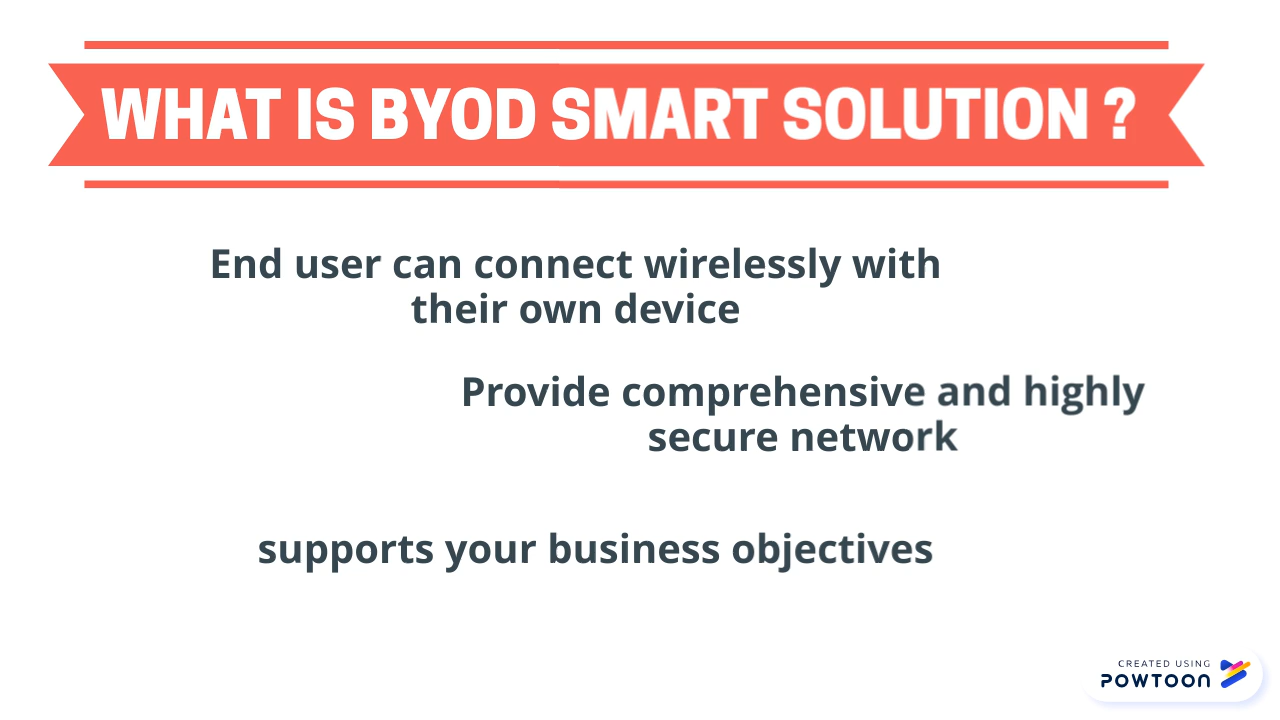 WHAT IS BYOD SMART SOLUTION ?
End user can connect wirelessly with
their own device
Provide comprehensive and highly
secure network
supports your business objectives
CREATED USING
POWTOON